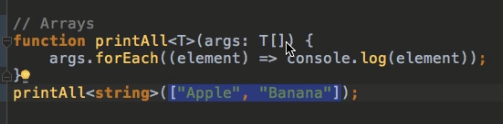 // Arrays
function printAll<T>(args: T[]) {
    args.forEach((element) => console.log(element));
}
printAll<string>(["Apple", "Banana"]);